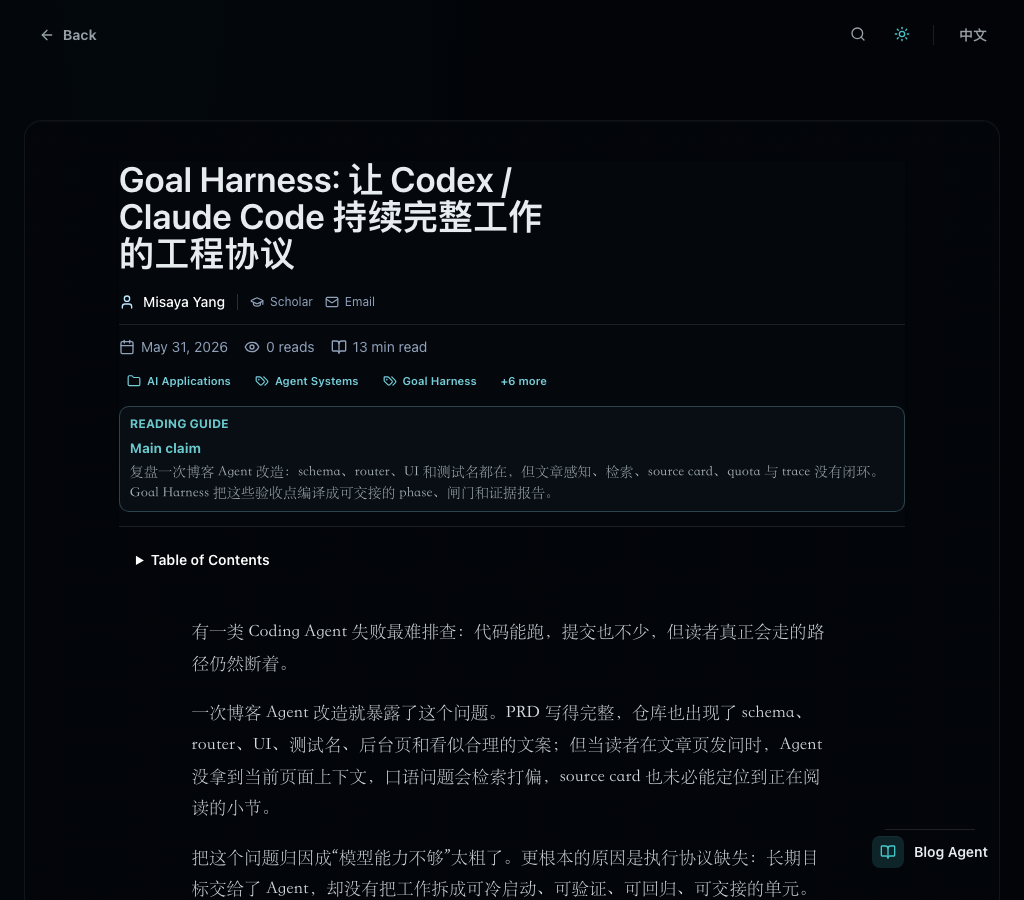 Back
中文
Goal Harness: 让 Codex /
Claude Code 持续完整工作
的工程协议
Misaya Yang
Scholar
Email
May 31, 2026
0 reads
13 min read
AI Applications
Agent Systems
Goal Harness
+6 more
READING GUIDE
Main claim
复盘一次博客 Agent 改造：schema、router、UI 和测试名都在，但文章感知、检索、source card、quota 与 trace 没有闭环。
Goal Harness 把这些验收点编译成可交接的 phase、闸门和证据报告。
Table of Contents
有一类 Coding Agent 失败最难排查：代码能跑，提交也不少，但读者真正会走的路
径仍然断着。
一次博客 Agent 改造就暴露了这个问题。PRD 写得完整，仓库也出现了 schema、
router、UI、测试名、后台页和看似合理的文案；但当读者在文章页发问时，Agent
没拿到当前页面上下文，口语问题会检索打偏，source card 也未必能定位到正在阅
读的小节。
把这个问题归因成“模型能力不够”太粗了。更根本的原因是执行协议缺失：长期目
标交给了 Agent，却没有把工作拆成可冷启动、可验证、可回归、可交接的单元。
Blog Agent